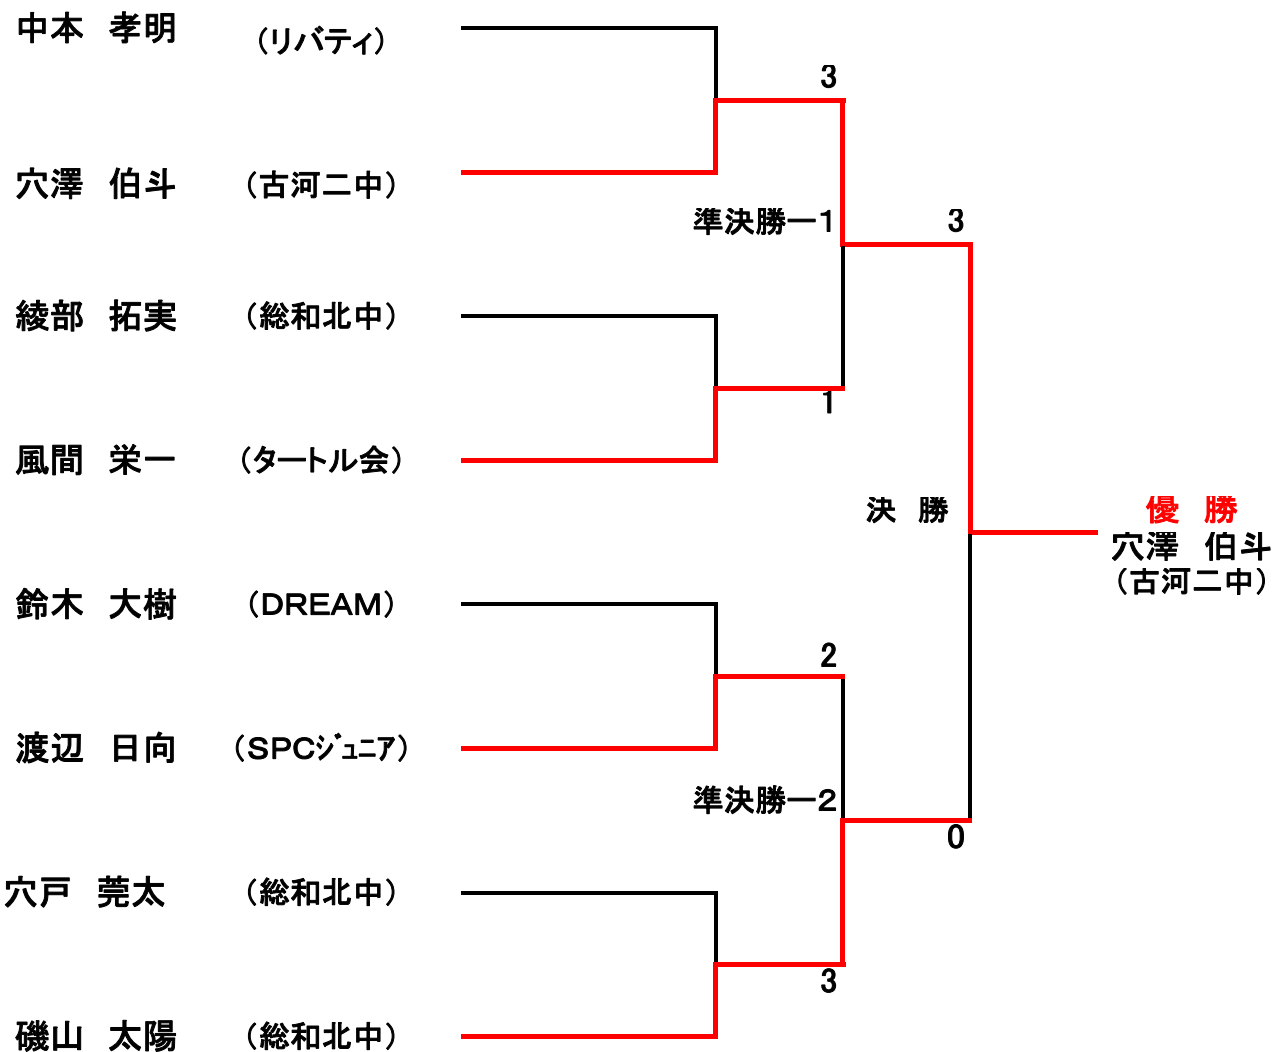 中本　孝明　（リバティ）
3
穴澤　伯斗　（古河二中）
準決勝ー１
3
綾部　拓実　（総和北中）
1
風間　栄一　（タートル会）
決　勝
優　勝
穴澤　伯斗
（古河二中）
鈴木　大樹　（DREAM）
2
渡辺　日向　（SPCｼﾞｭﾆｱ）
準決勝ー２
0
穴戸　莞太　（総和北中）
3
磯山　太陽　（総和北中）